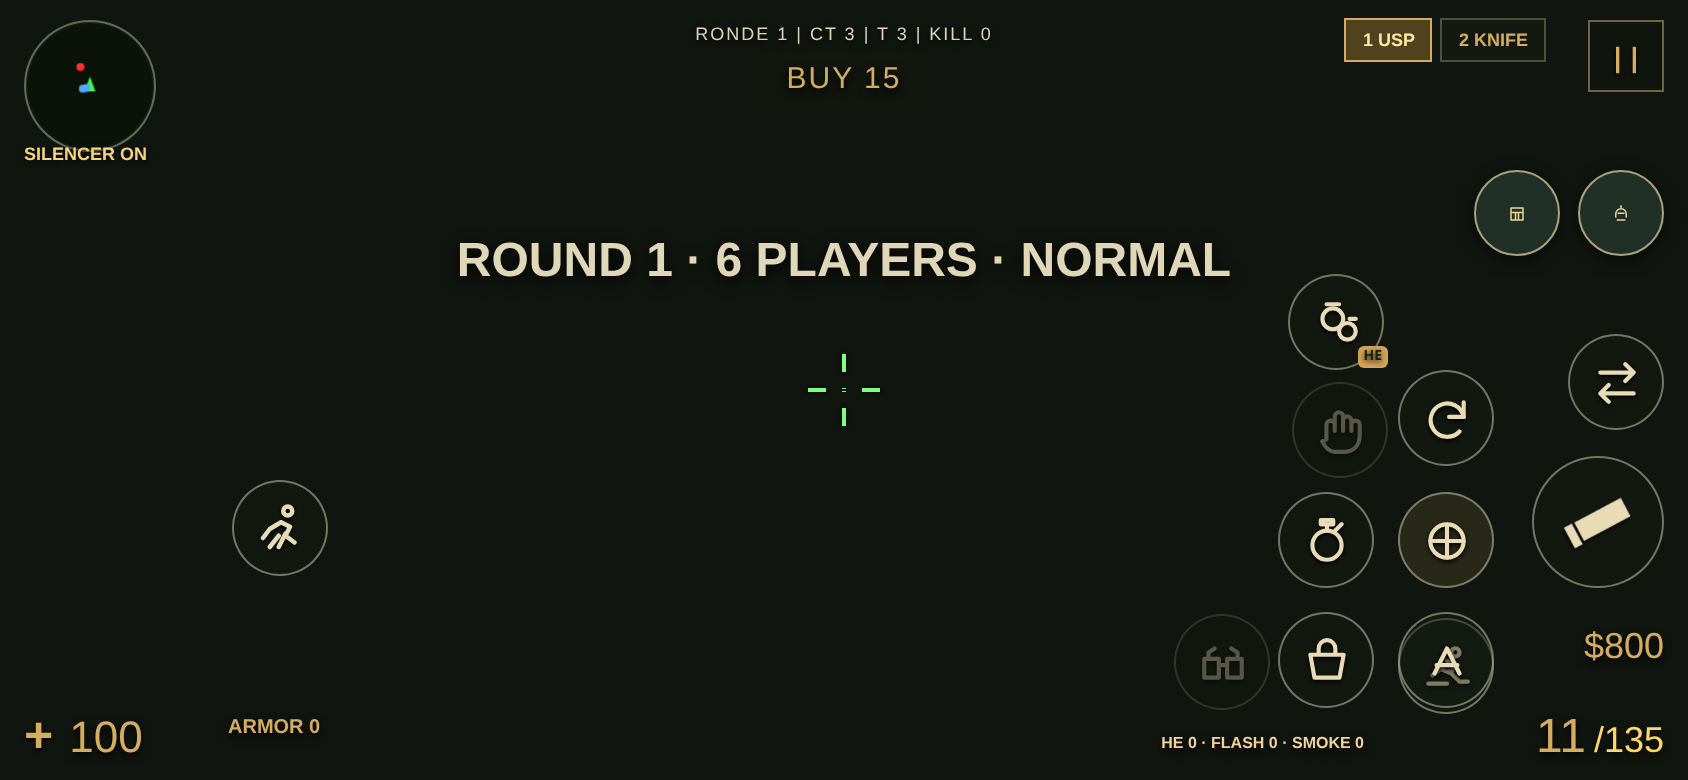 RONDE 1 | CT 3 | T 3 | KILL 0
BUY 15
1 USP
2 KNIFE
SILENCER ON
ROUND 1 · 6 PLAYERS · NORMAL
HE
$800
+ 100
ARMOR 0
HE 0 · FLASH 0 · SMOKE 0
11 /135